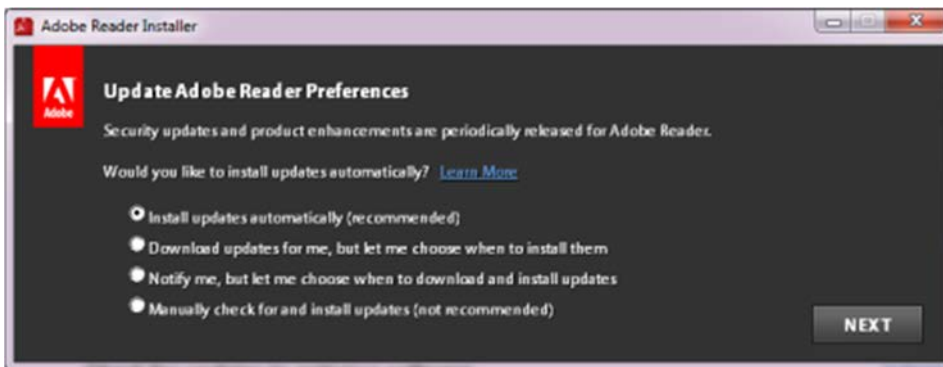 Adobe Reader Installer
Adobe
Update Adobe Reader Preferences
Security updates and product enhancements are periodically released for Adobe Reader.
Would you like to install updates automatically? Learn More
Install updates automatically (recommended)
Download updates for me, but let me choose when to install them
Notify me, but let me choose when to download and install updates
Manually check for and install updates (not recommended)
NEXT